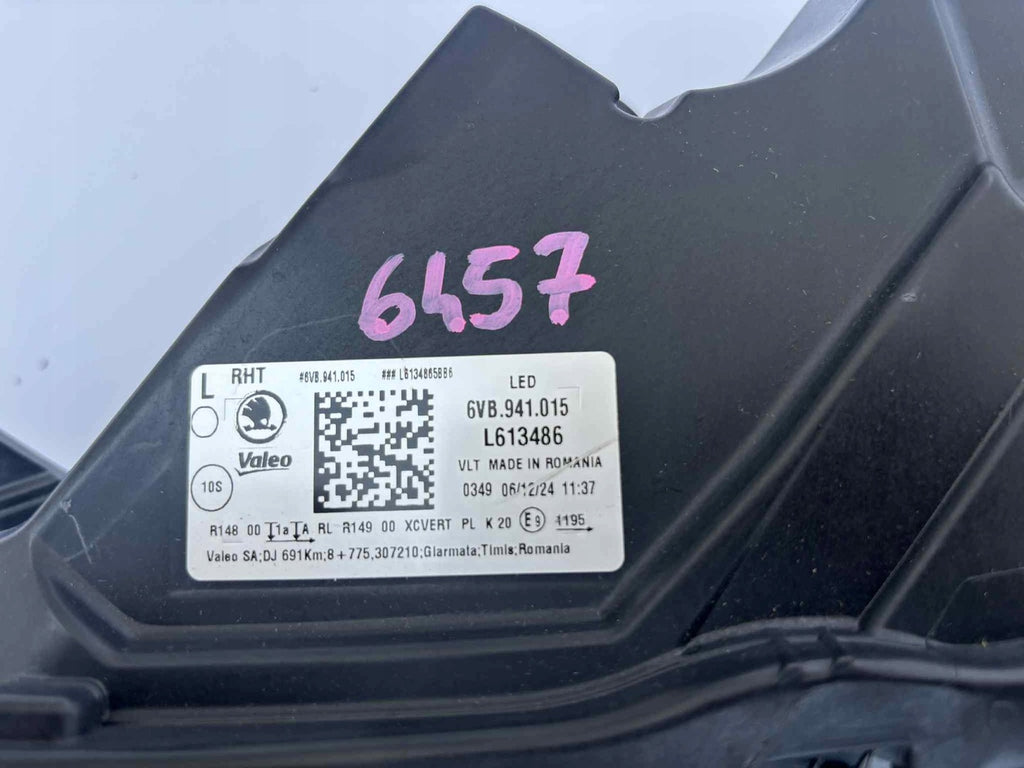 6457
L RHT #6VB.941.015 ### L6134865BB6 LED
6VB.941.015
L613486
Valeo
VLT MADE IN ROMANIA
10S
0349 06/12/24 11:37
R148 00 1a A RL R149 00 XCVERT PL K 20 E9 1195
Valeo SA;DJ 691Km;8+775,307210;Giarmata;Timis;Romania